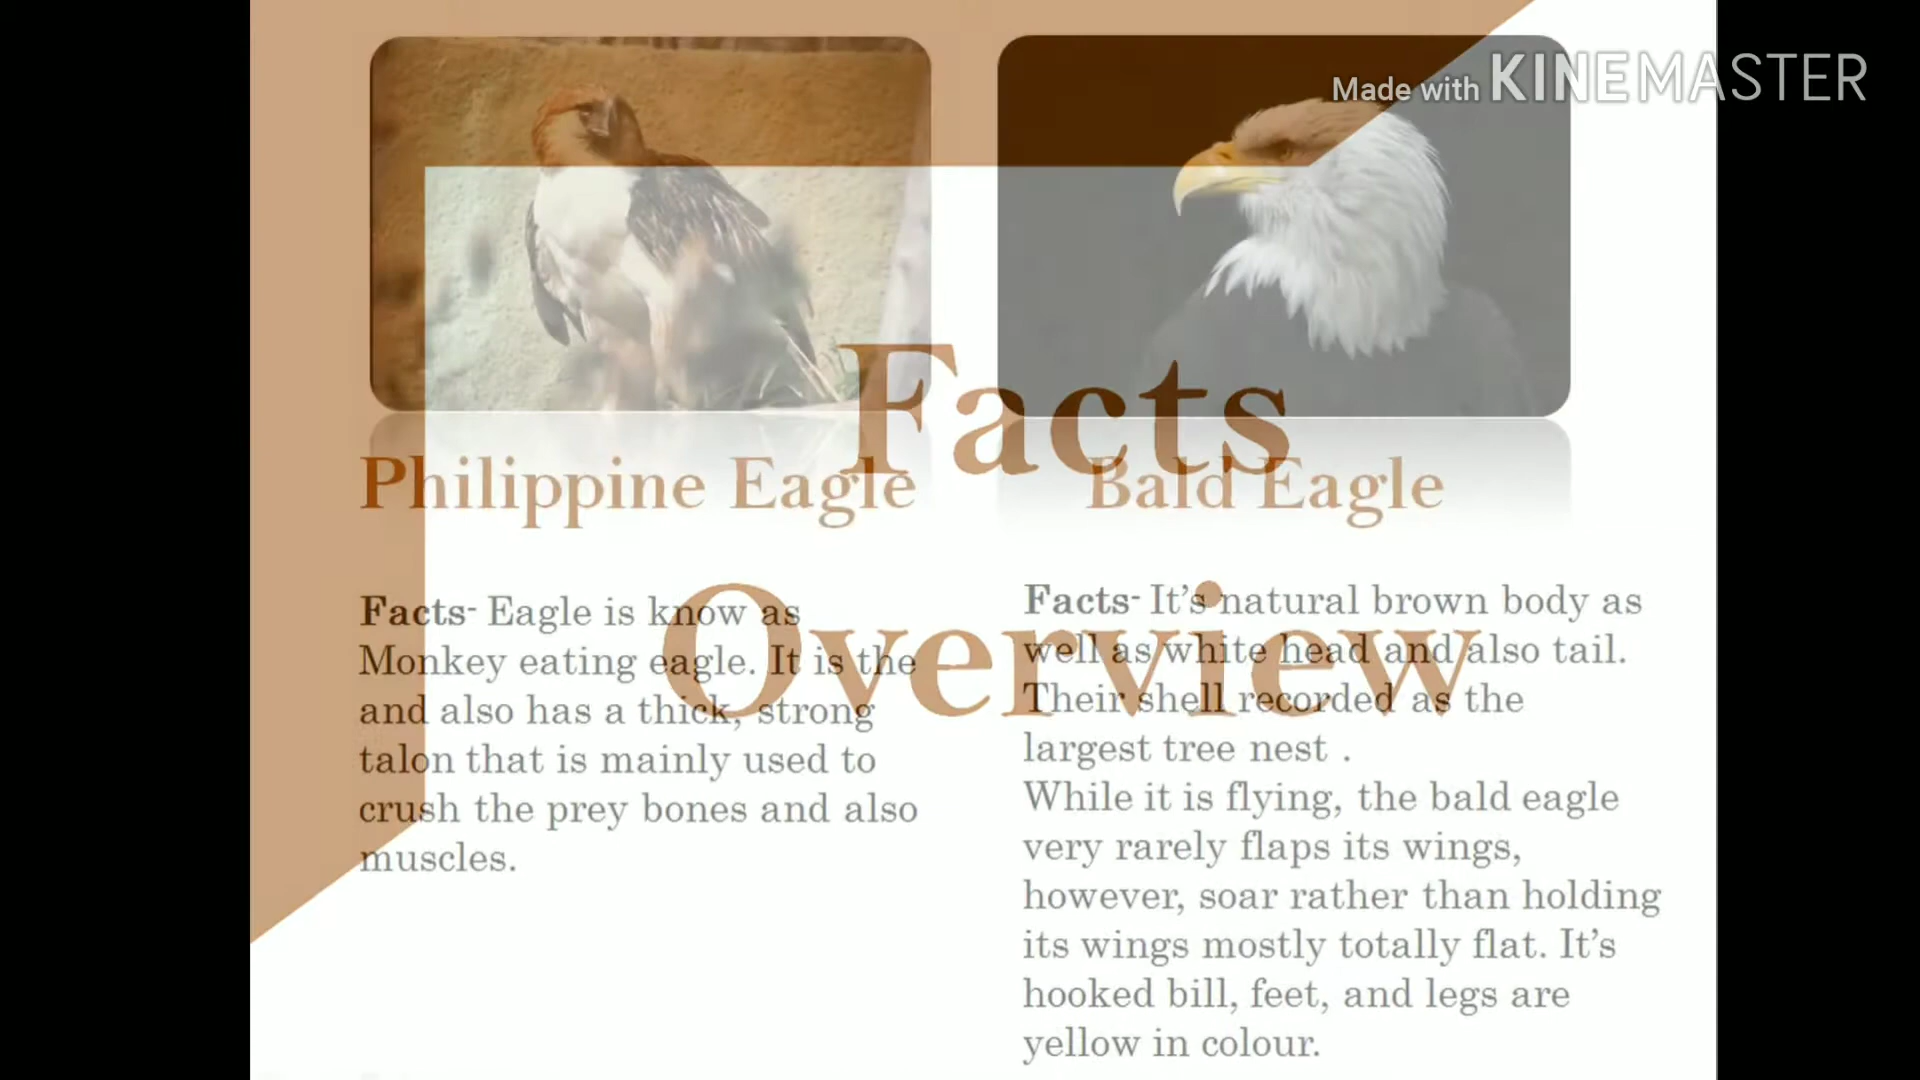 Made with KINEMASTER
Facts
Philippine Eagle
Bald Eagle
Overview
Facts- Eagle is know as
Monkey eating eagle. It is the
and also has a thick, strong
talon that is mainly used to
crush the prey bones and also
muscles.
Facts- It's natural brown body as
well as white head and also tail.
Their shell recorded as the
largest tree nest .
While it is flying, the bald eagle
very rarely flaps its wings,
however, soar rather than holding
its wings mostly totally flat. It's
hooked bill, feet, and legs are
yellow in colour.